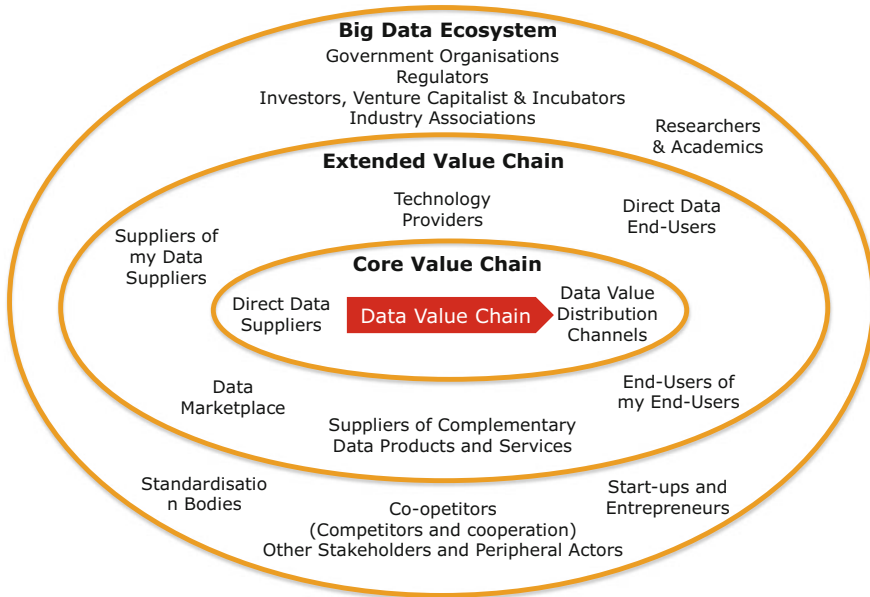 Big Data Ecosystem
Government Organisations
Regulators
Investors, Venture Capitalist & Incubators
Industry Associations
Researchers
& Academics
Extended Value Chain
Technology
Providers
Direct Data
End-Users
Suppliers of
my Data
Suppliers
Core Value Chain
Direct Data
Suppliers
Data Value Chain
Data Value
Distribution
Channels
Data
Marketplace
End-Users of
my End-Users
Suppliers of Complementary
Data Products and Services
Standardisatio
n Bodies
Start-ups and
Entrepreneurs
Co-opetitors
(Competitors and cooperation)
Other Stakeholders and Peripheral Actors